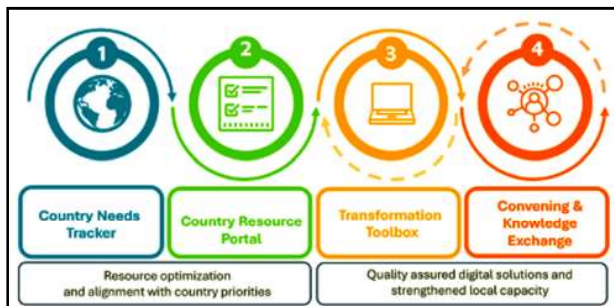 1
2
3
4
Country Needs
Tracker
Country Resource
Portal
Transformation
Toolbox
Convening &
Knowledge
Exchange
Resource optimization
and alignment with country priorities
Quality assured digital solutions and
strengthened local capacity